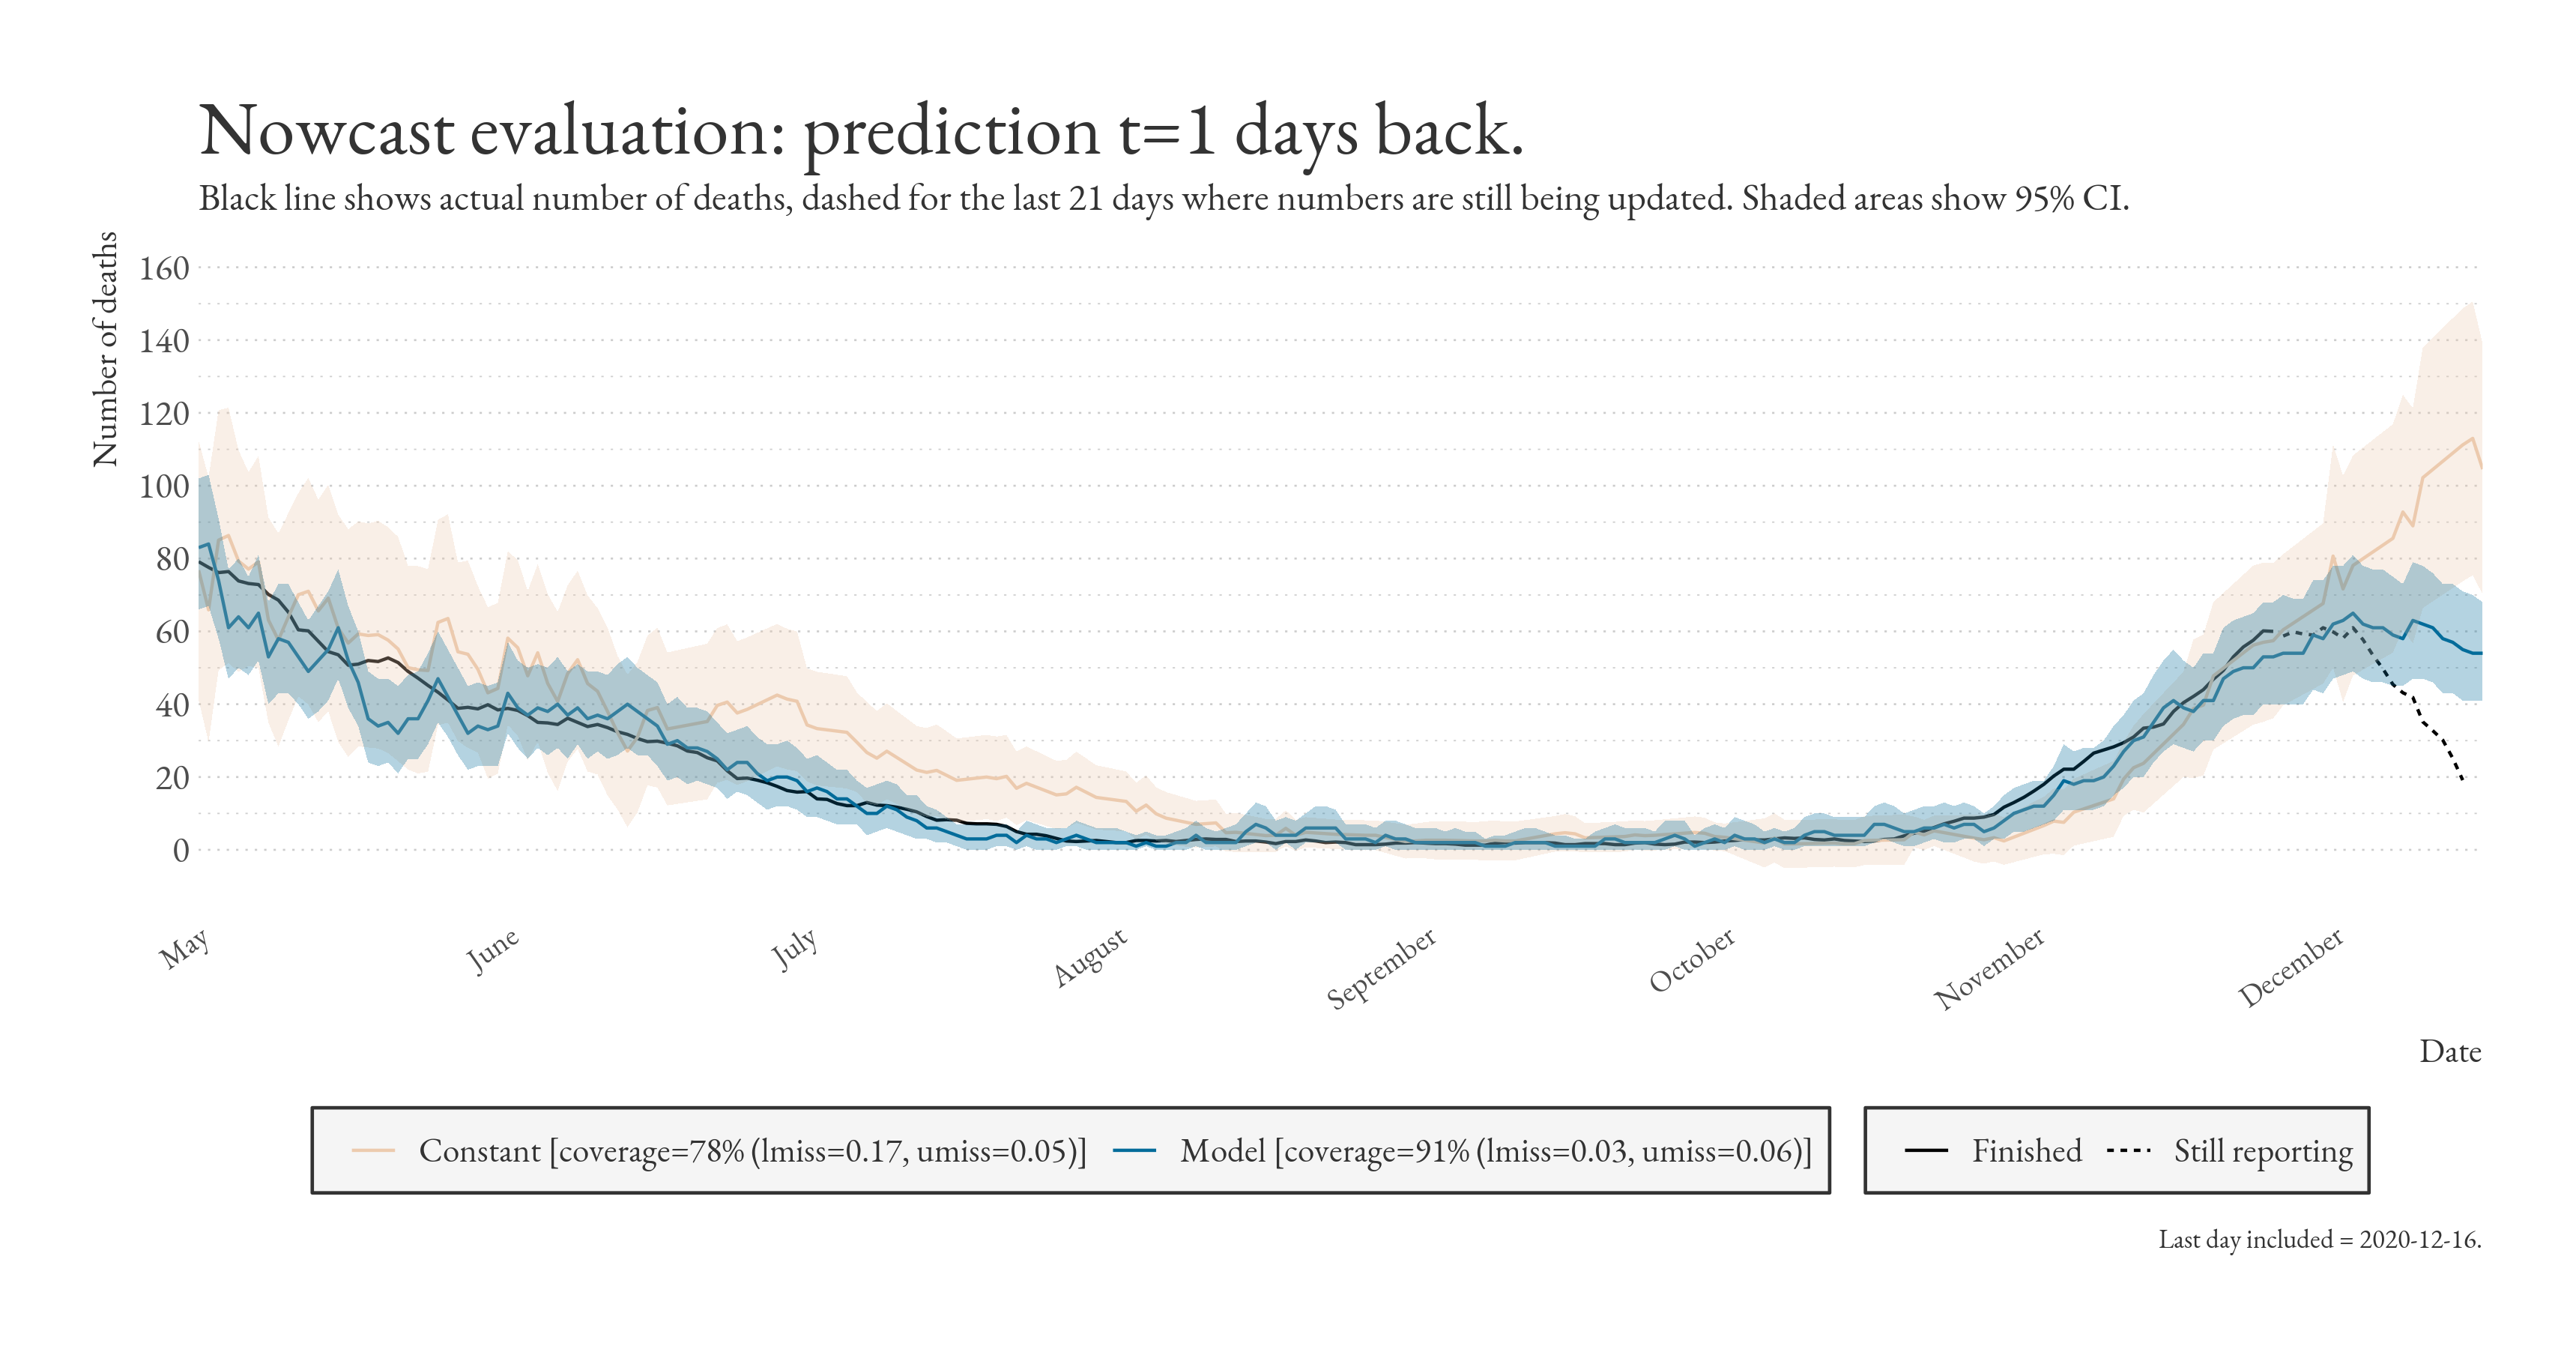 Nowcast evaluation: prediction t=1 days back.
Black line shows actual number of deaths, dashed for the last 21 days where numbers are still being updated. Shaded areas show 95% CI.
Number of deaths
160
140
120
100
80
60
40
20
0
May
June
July
August
September
October
November
December
Date
Constant [coverage=78% (lmiss=0.17, umiss=0.05)]
Model [coverage=91% (lmiss=0.03, umiss=0.06)]
Finished
Still reporting
Last day included = 2020-12-16.